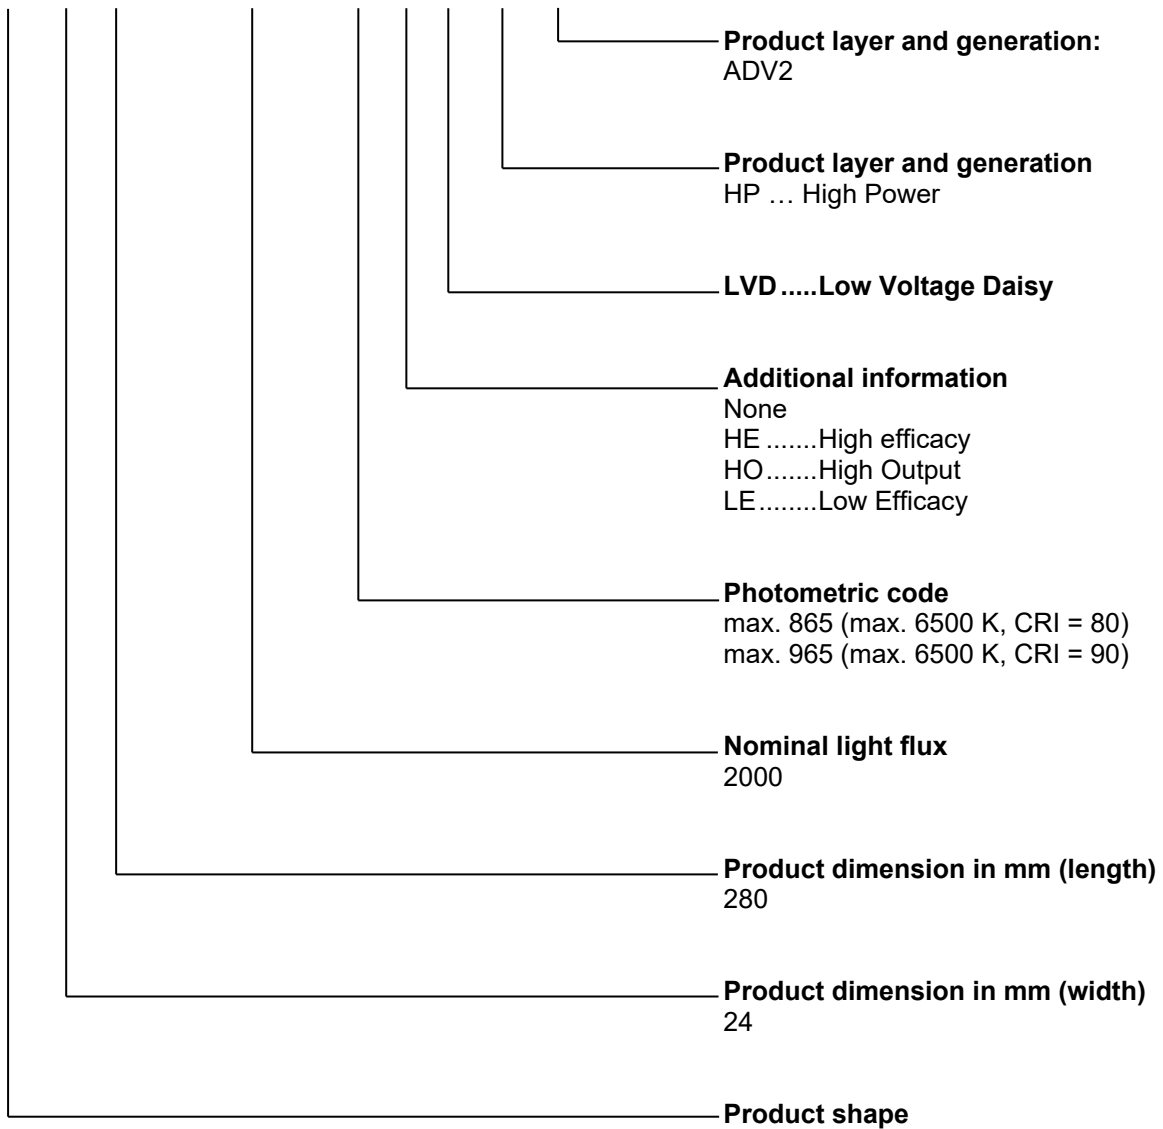 Product layer and generation:
ADV2
Product layer and generation
HP … High Power
LVD.....Low Voltage Daisy
Additional information
None
HE.......High efficacy
HO.......High Output
LE........Low Efficacy
Photometric code
max. 865 (max. 6500 K, CRI = 80)
max. 965 (max. 6500 K, CRI = 90)
Nominal light flux
2000
Product dimension in mm (length)
280
Product dimension in mm (width)
24
Product shape